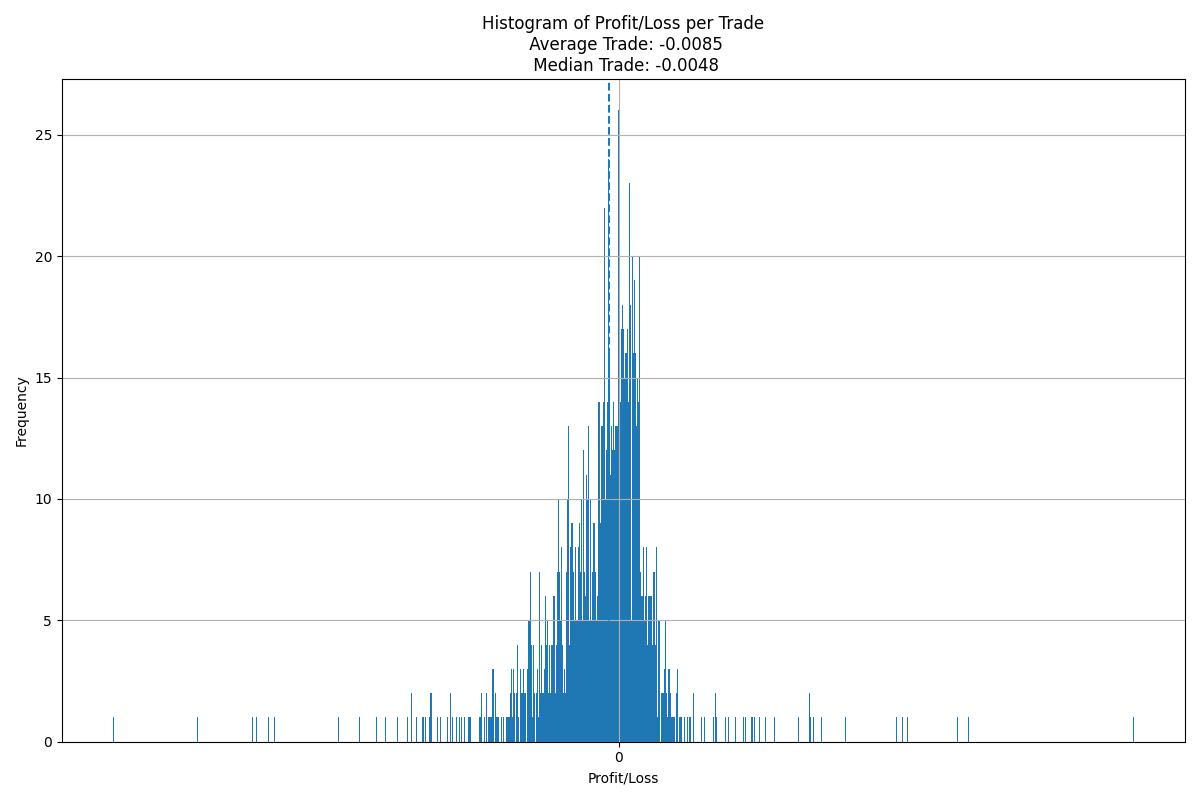 Histogram of Profit/Loss per Trade
Average Trade: -0.0085
Median Trade: -0.0048
25
20
15
10
5
0
Frequency
0
Profit/Loss